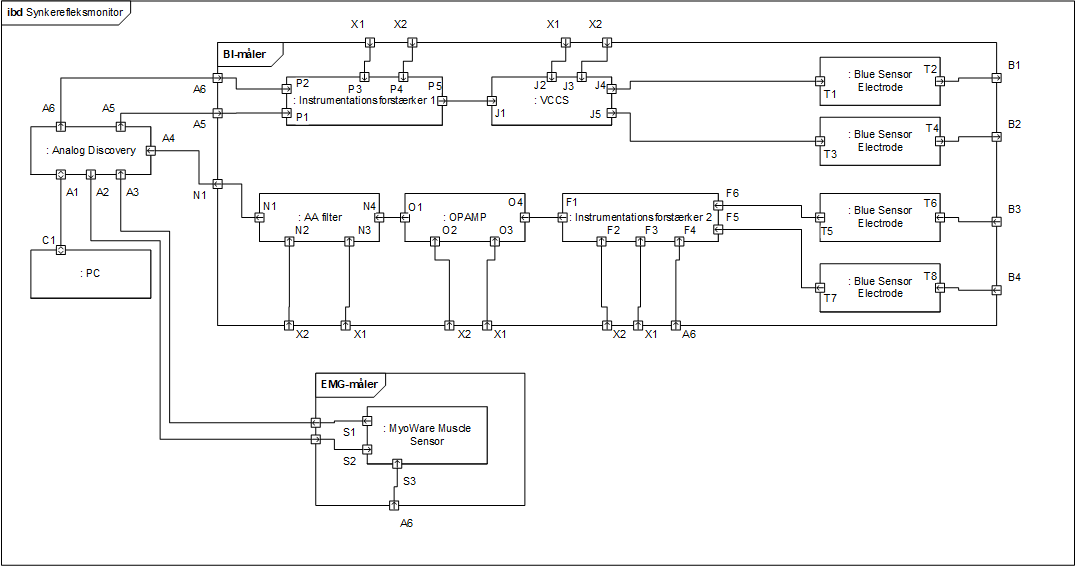 ibd Synkerefleksmonitor
X1
X2
X1
X2
BI-måler
B1
A6
P2
P3
P4
P5
: Instrumentationsforstærker 1
P1
J2
J3
J4
: VCCS
J1
J5
: Blue Sensor
Electrode
T1
T2
A6
A5
A5
A4
: Analog Discovery
A1
A2
A3
: Blue Sensor
Electrode
T3
T4
B2
N1
N1
: AA filter
N2
N3
N4
O1
O4
: OPAMP
O2
O3
F1
: Instrumentationsforstærker 2
F2
F3
F4
F6
F5
: Blue Sensor
Electrode
T5
T6
B3
C1
: PC
: Blue Sensor
Electrode
T7
T8
B4
X2
X1
X2
X1
X2
X1
A6
EMG-måler
S1
: MyoWare Muscle
Sensor
S2
S3
A6